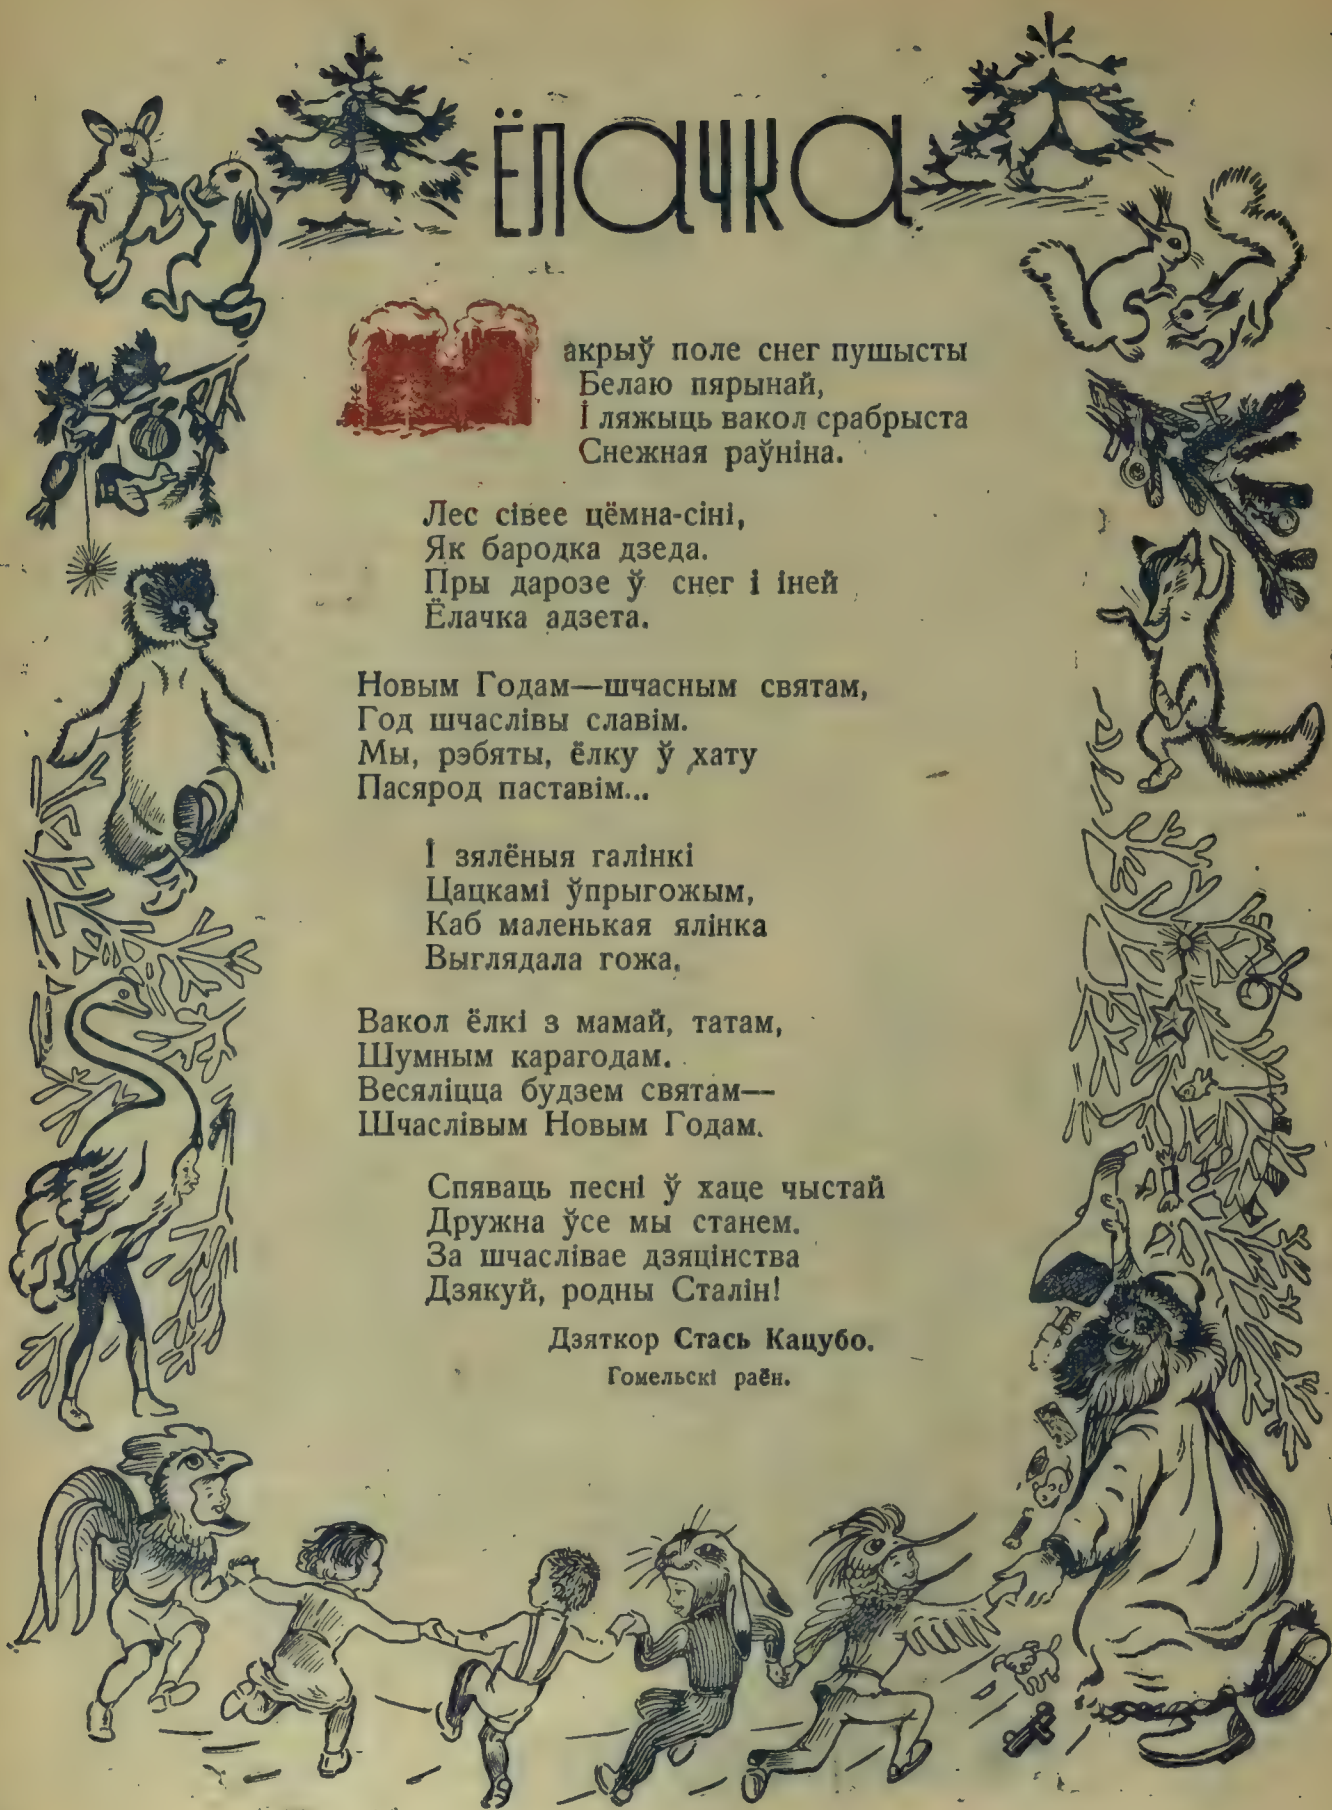 ЁЛАЧКА
акрыў поле снег пушысты
Белаю пярынай,
І ляжыць вакол срабрыста
Снежная раўніна.
Лес сівее цёмна-сіні,
Як бародка дзеда.
Пры дарозе ў снег і іней
Ёлачка адзета.
Новым Годам—шчасным святам,
Год шчаслівы славім.
Мы, рэбяты, ёлку ў хату
Пасярод паставім...
І зялёныя галінкі
Цацкамі ўпрыгожым,
Каб маленькая ялінка
Выглядала гожа.
Вакол ёлкі з мамай, татам,
Шумным карагодам.
Весяліцца будзем святам—
Шчаслівым Новым Годам.
Спяваць песні ў хаце чыстай
Дружна ўсе мы станем.
За шчаслівае дзяцінства
Дзякуй, родны Сталін!
Дзяткор Стась Кацубо.
Гомельскі раён.